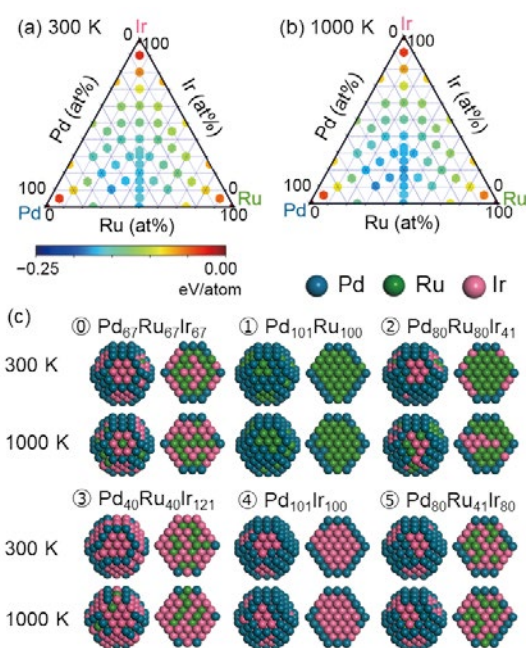 (a) 300 K
Ir
0
100
Pd (at%)
Ir (at%)
100
0
Pd
Ru
0
100
Ru (at%)
(b) 1000 K
Ir
0
100
Pd (at%)
Ir (at%)
100
0
Pd
Ru
0
100
Ru (at%)
−0.25
0.00
eV/atom
Pd Ru Ir
(c) ⓪ Pd67Ru67Ir67 ① Pd101Ru100 ② Pd80Ru80Ir41
300 K
1000 K
③ Pd40Ru40Ir121 ④ Pd101Ir100 ⑤ Pd80Ru41Ir80
300 K
1000 K